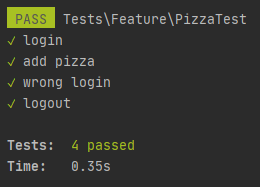 PASS Tests\Feature\PizzaTest
✓ login
✓ add pizza
✓ wrong login
✓ logout
Tests: 4 passed
Time: 0.35s